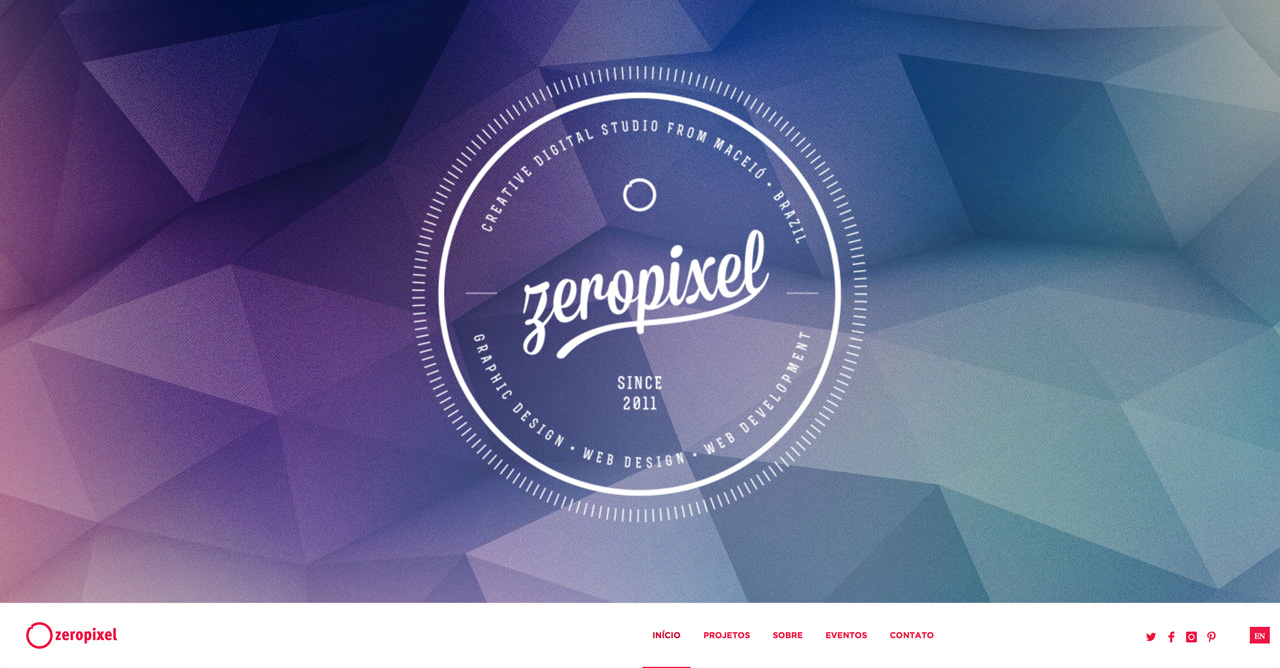 CREATIVE DIGITAL STUDIO FROM MACEIÓ • BRAZIL
zeropixel
SINCE
2011
GRAPHIC DESIGN • WEB DESIGN • WEB DEVELOPMENT
zeropixel
INÍCIO PROJETOS SOBRE EVENTOS CONTATO
EN